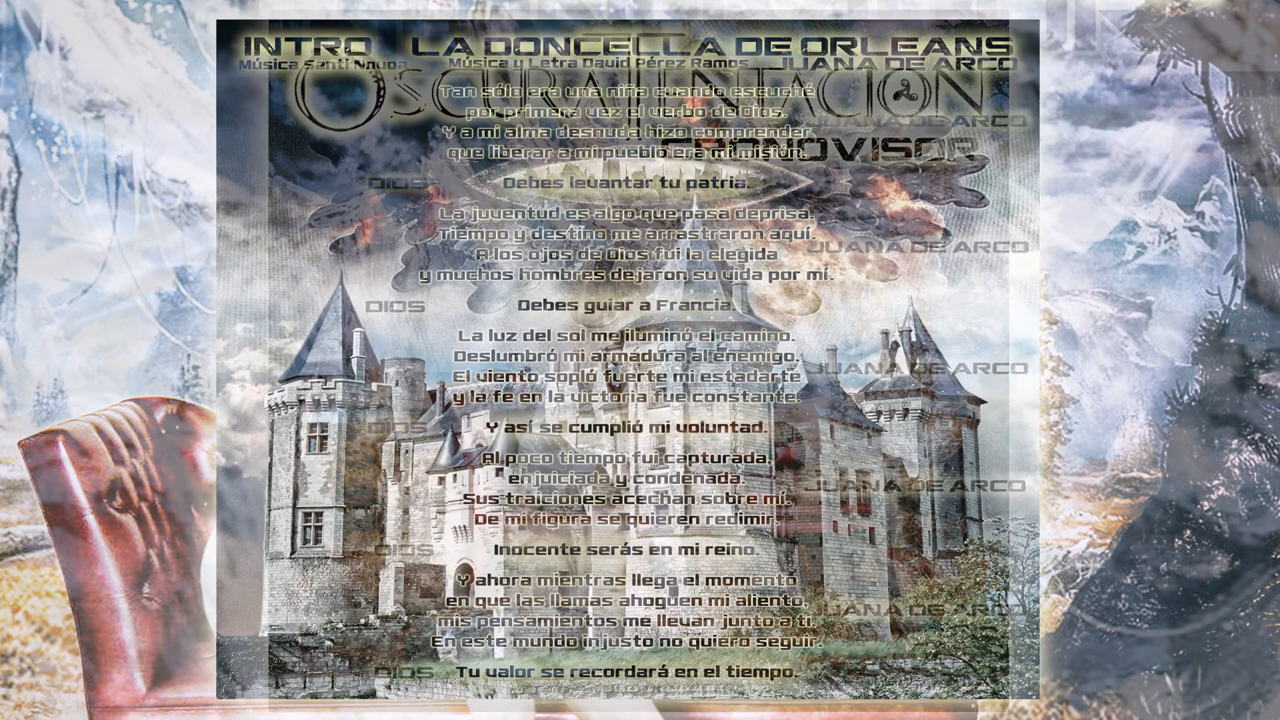 INTRO LA DONCELLA DE ORLEANS
Música Santi Novoa Música y Letra David Pérez Ramos JUANA DE ARCO
OSCURA TENTACIÓN
Tan sólo era una niña cuando escuché
por primera vez el verbo de Dios.
Y a mi alma desnuda hizo comprender, JUANA DE ARCO
que liberar a mi pueblo era mi misión.
CRONOVISOR
DIOS Debes levantar tu patria.
La juventud es algo que pasa deprisa.
Tiempo y destino me arrastraron aquí. JUANA DE ARCO
A los ojos de Dios fui la elegida
y muchos hombres dejaron su vida por mí.
DIOS Debes guiar a Francia.
La luz del sol me iluminó el camino.
Deslumbró mi armadura al enemigo.
El viento sopló fuerte mi estadarte JUANA DE ARCO
y la fe en la victoria fue constante.
DIOS Y así se cumplió mi voluntad.
Al poco tiempo fui capturada,
enjuiciada y condenada. JUANA DE ARCO
Sus traiciones acechan sobre mí.
De mi figura se quieren redimir.
DIOS Inocente serás en mi reino.
Y ahora mientras llega el momento
en que las llamas ahoguen mi aliento, JUANA DE ARCO
mis pensamientos me llevan junto a ti.
En este mundo injusto no quiero seguir.
DIOS Tu valor se recordará en el tiempo.